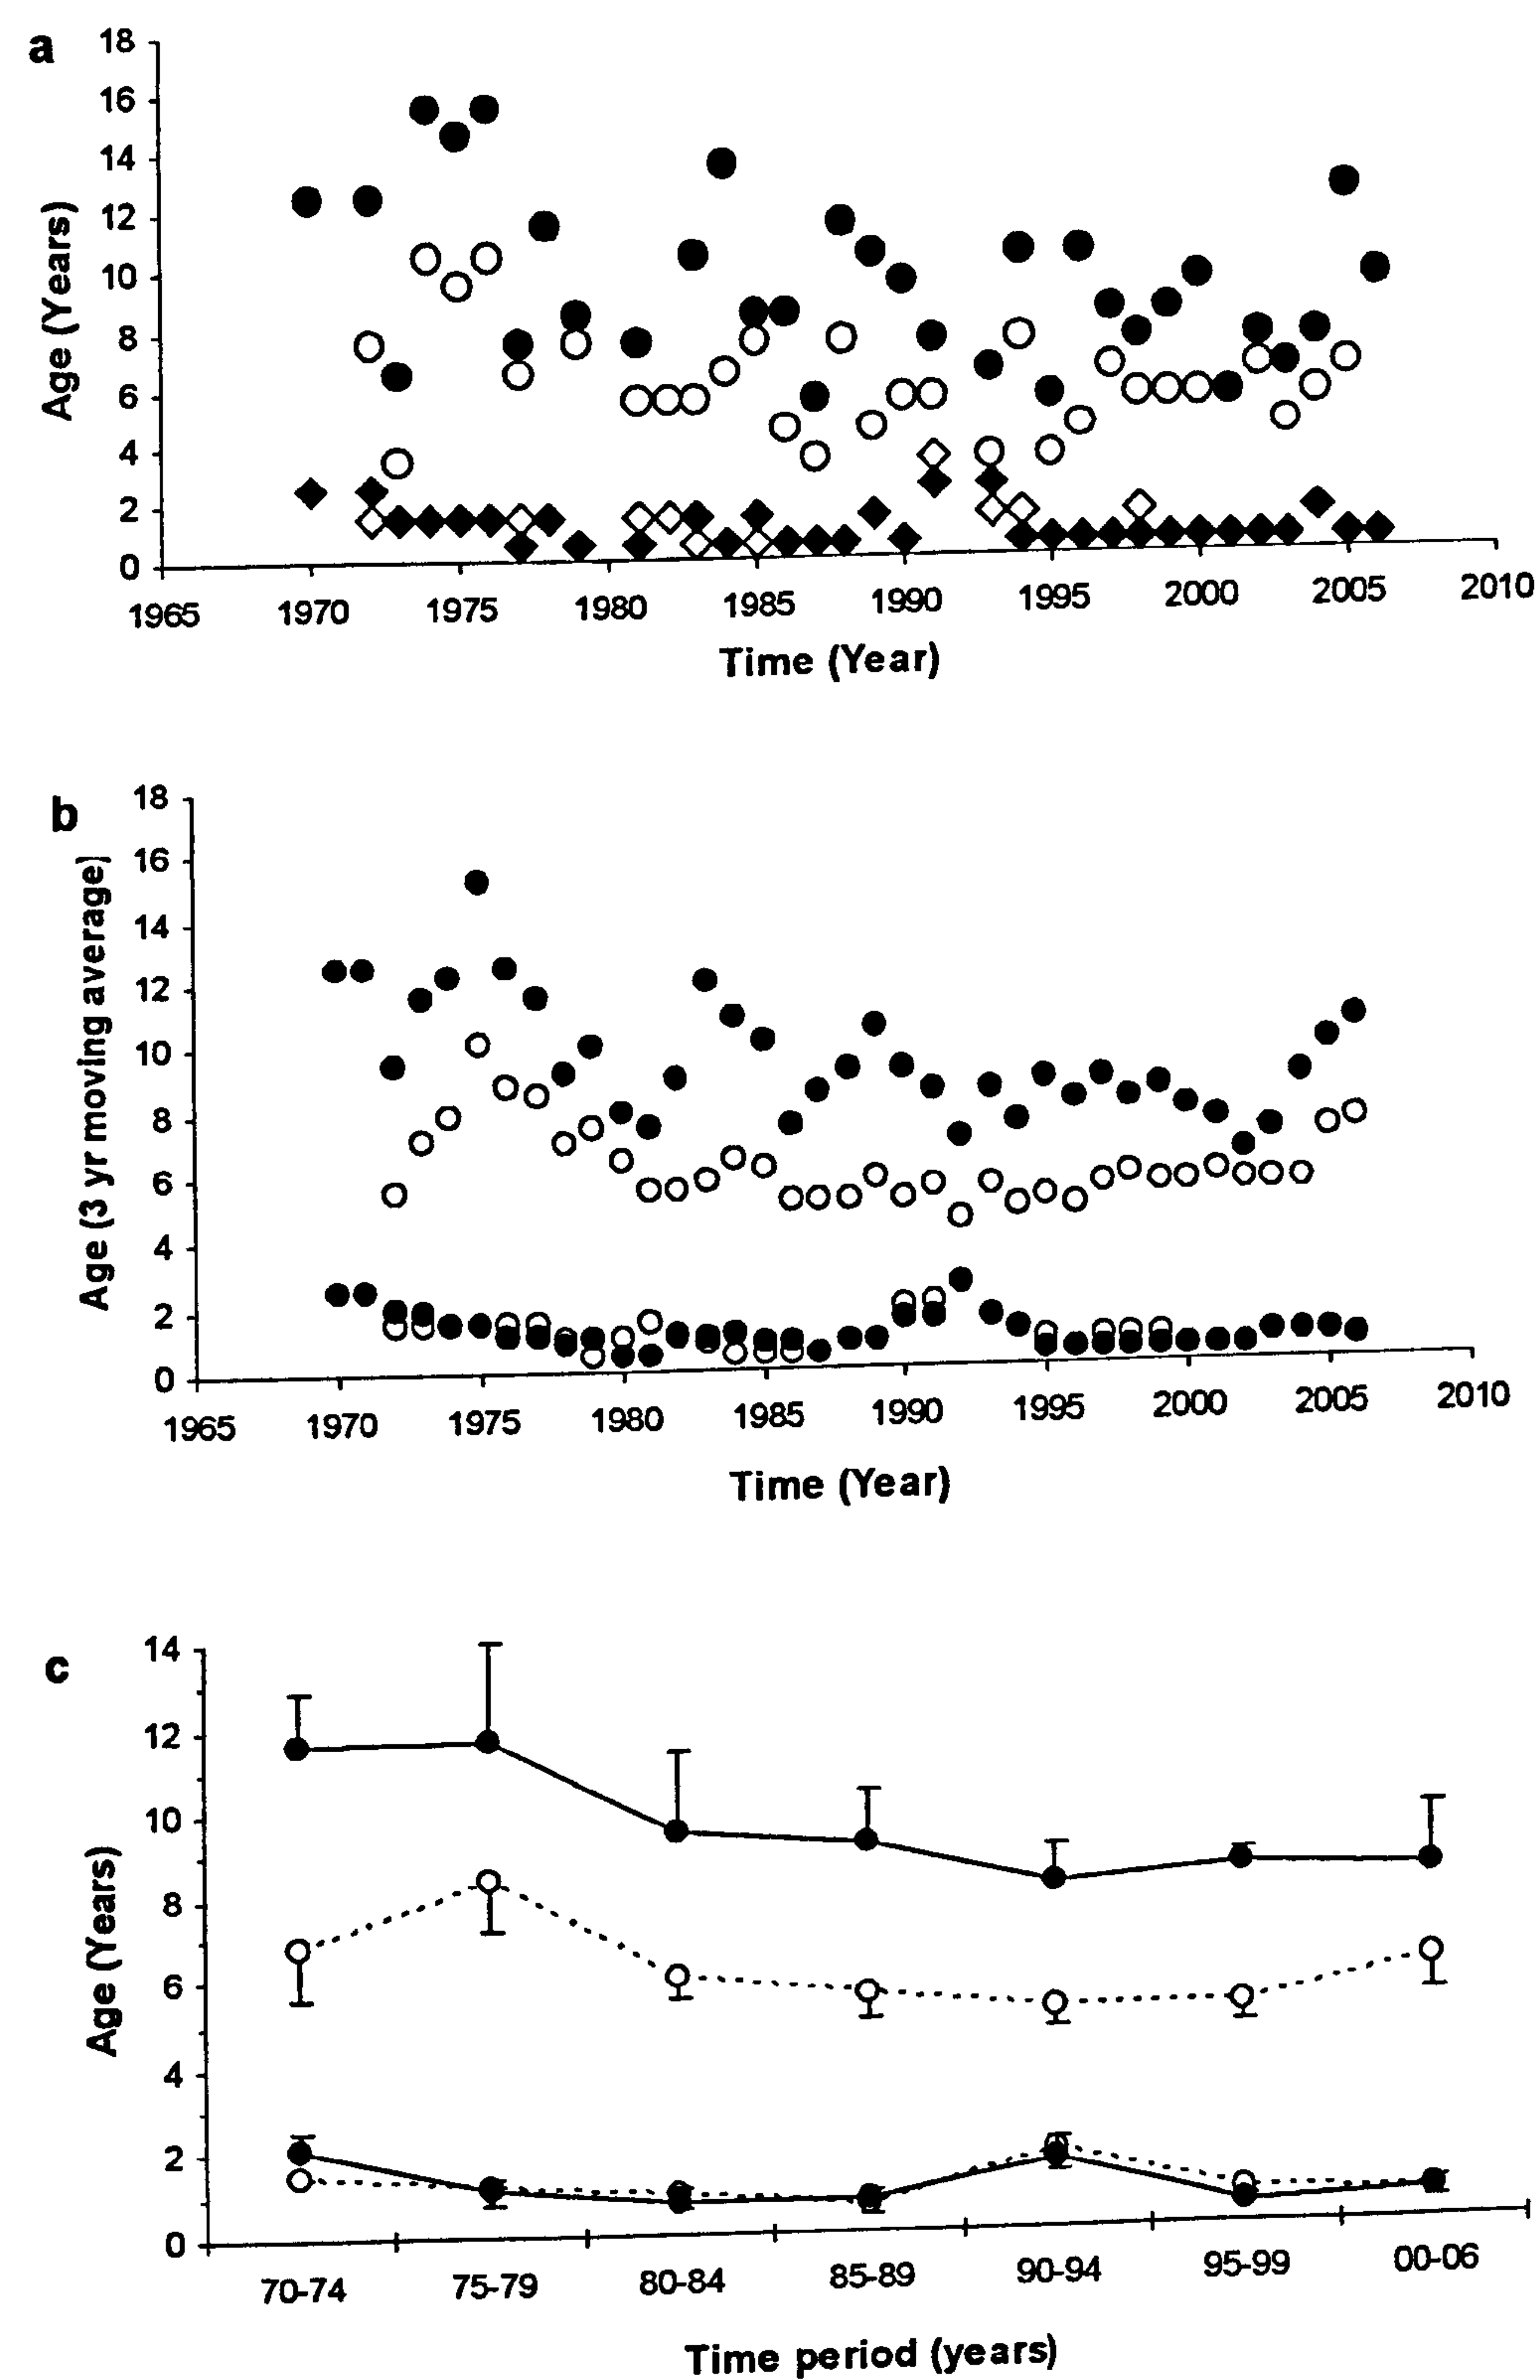 a
18
16
14
12
10
8
6
4
2
0
Age (Years)
1965 1970 1975 1980 1985 1990 1995 2000 2005 2010
Time (Year)
b
18
16
14
12
10
8
6
4
2
0
Age (3 yr moving average)
1965 1970 1975 1980 1985 1990 1995 2000 2005 2010
Time (Year)
c
14
12
10
8
6
4
2
0
Age (Years)
70-74 75-79 80-84 85-89 90-94 95-99 00-06
Time period (years)